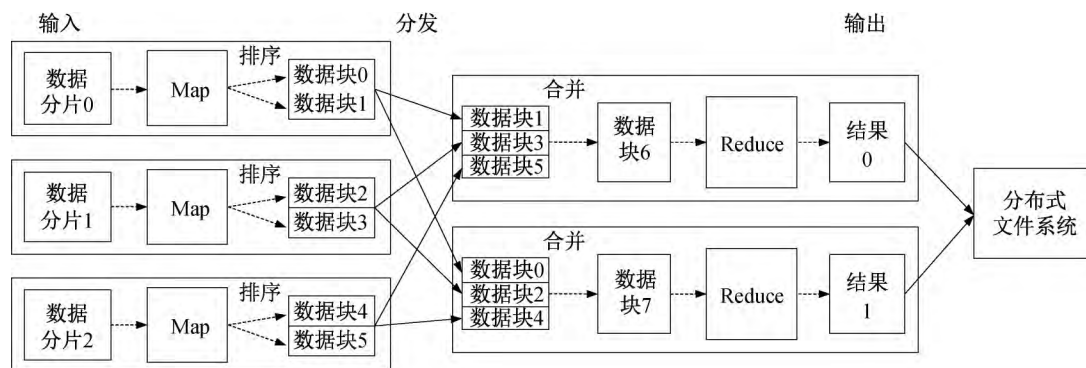 输入
分发
输出
数据
分片0
Map
排序
数据块0
数据块1
数据
分片1
Map
排序
数据块2
数据块3
数据
分片2
Map
排序
数据块4
数据块5
合并
数据块1
数据块3
数据块5
数据
块6
Reduce
结果
0
合并
数据块0
数据块2
数据块4
数据
块7
Reduce
结果
1
分布式
文件系统